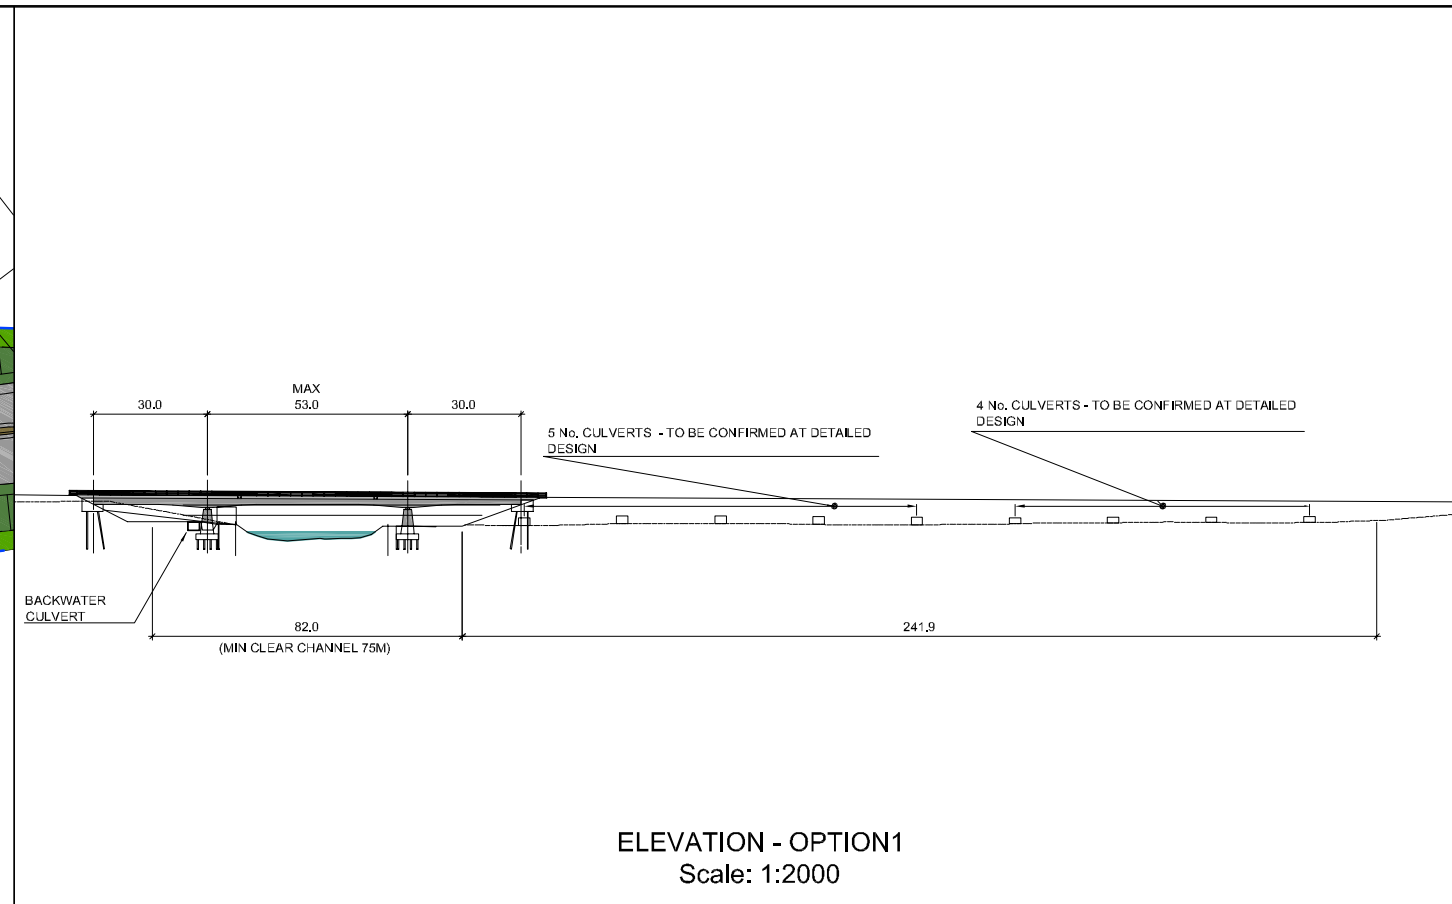 MAX
30.0 53.0 30.0
4 No. CULVERTS - TO BE CONFIRMED AT DETAILED
DESIGN
5 No. CULVERTS - TO BE CONFIRMED AT DETAILED
DESIGN
BACKWATER
CULVERT
82.0
(MIN CLEAR CHANNEL 75M)
241.9
ELEVATION - OPTION1
Scale: 1:2000